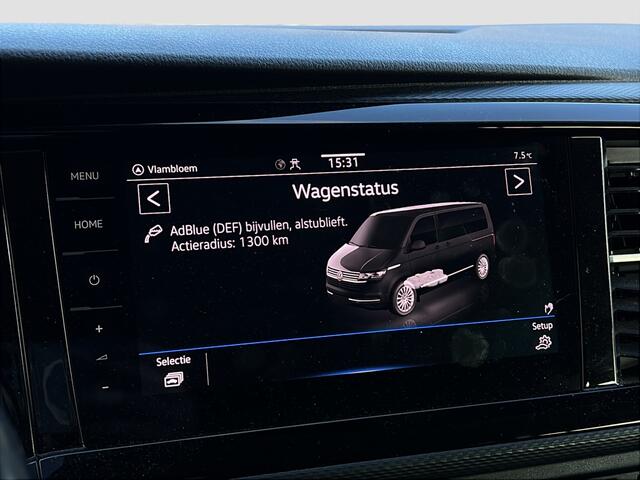 MENU
HOME
Vlambloem
15:31
7.5°C
Wagenstatus
AdBlue (DEF) bijvullen, alstublieft.
Actieradius: 1300 km
Selectie
Setup